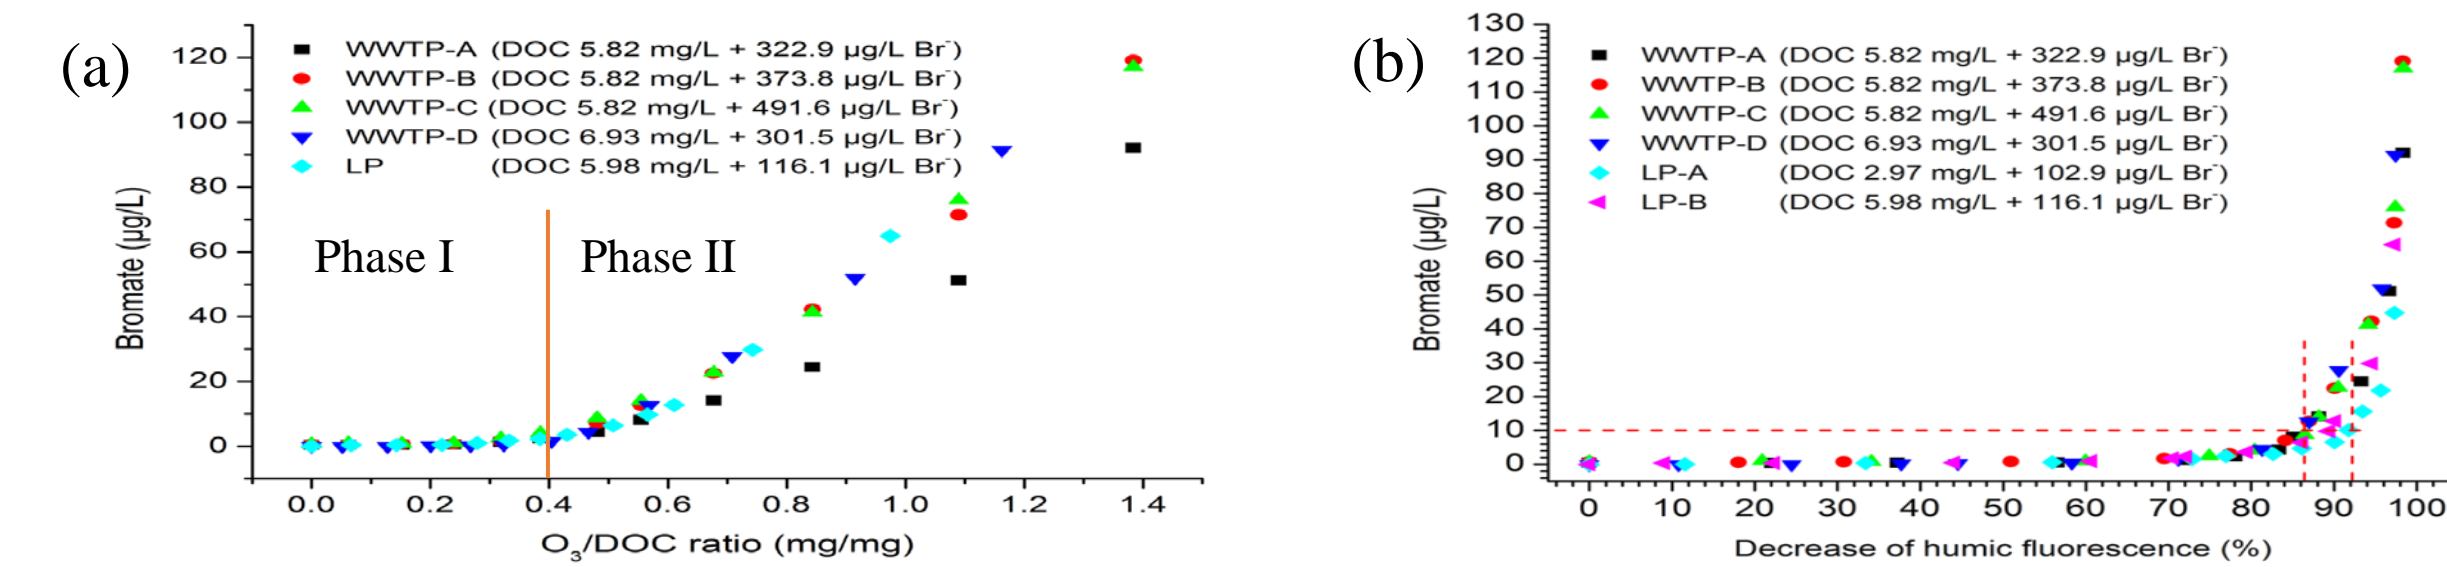 (a)
120
100
80
60
40
20
0
Bromate (µg/L)
WWTP-A (DOC 5.82 mg/L + 322.9 µg/L Br⁻)
WWTP-B (DOC 5.82 mg/L + 373.8 µg/L Br⁻)
WWTP-C (DOC 5.82 mg/L + 491.6 µg/L Br⁻)
WWTP-D (DOC 6.93 mg/L + 301.5 µg/L Br⁻)
LP (DOC 5.98 mg/L + 116.1 µg/L Br⁻)
Phase I Phase II
0.0 0.2 0.4 0.6 0.8 1.0 1.2 1.4
O₃/DOC ratio (mg/mg)
(b)
130
120
110
100
90
80
70
60
50
40
30
20
10
0
Bromate (µg/L)
WWTP-A (DOC 5.82 mg/L + 322.9 µg/L Br⁻)
WWTP-B (DOC 5.82 mg/L + 373.8 µg/L Br⁻)
WWTP-C (DOC 5.82 mg/L + 491.6 µg/L Br⁻)
WWTP-D (DOC 6.93 mg/L + 301.5 µg/L Br⁻)
LP-A (DOC 2.97 mg/L + 102.9 µg/L Br⁻)
LP-B (DOC 5.98 mg/L + 116.1 µg/L Br⁻)
0 10 20 30 40 50 60 70 80 90 100
Decrease of humic fluorescence (%)